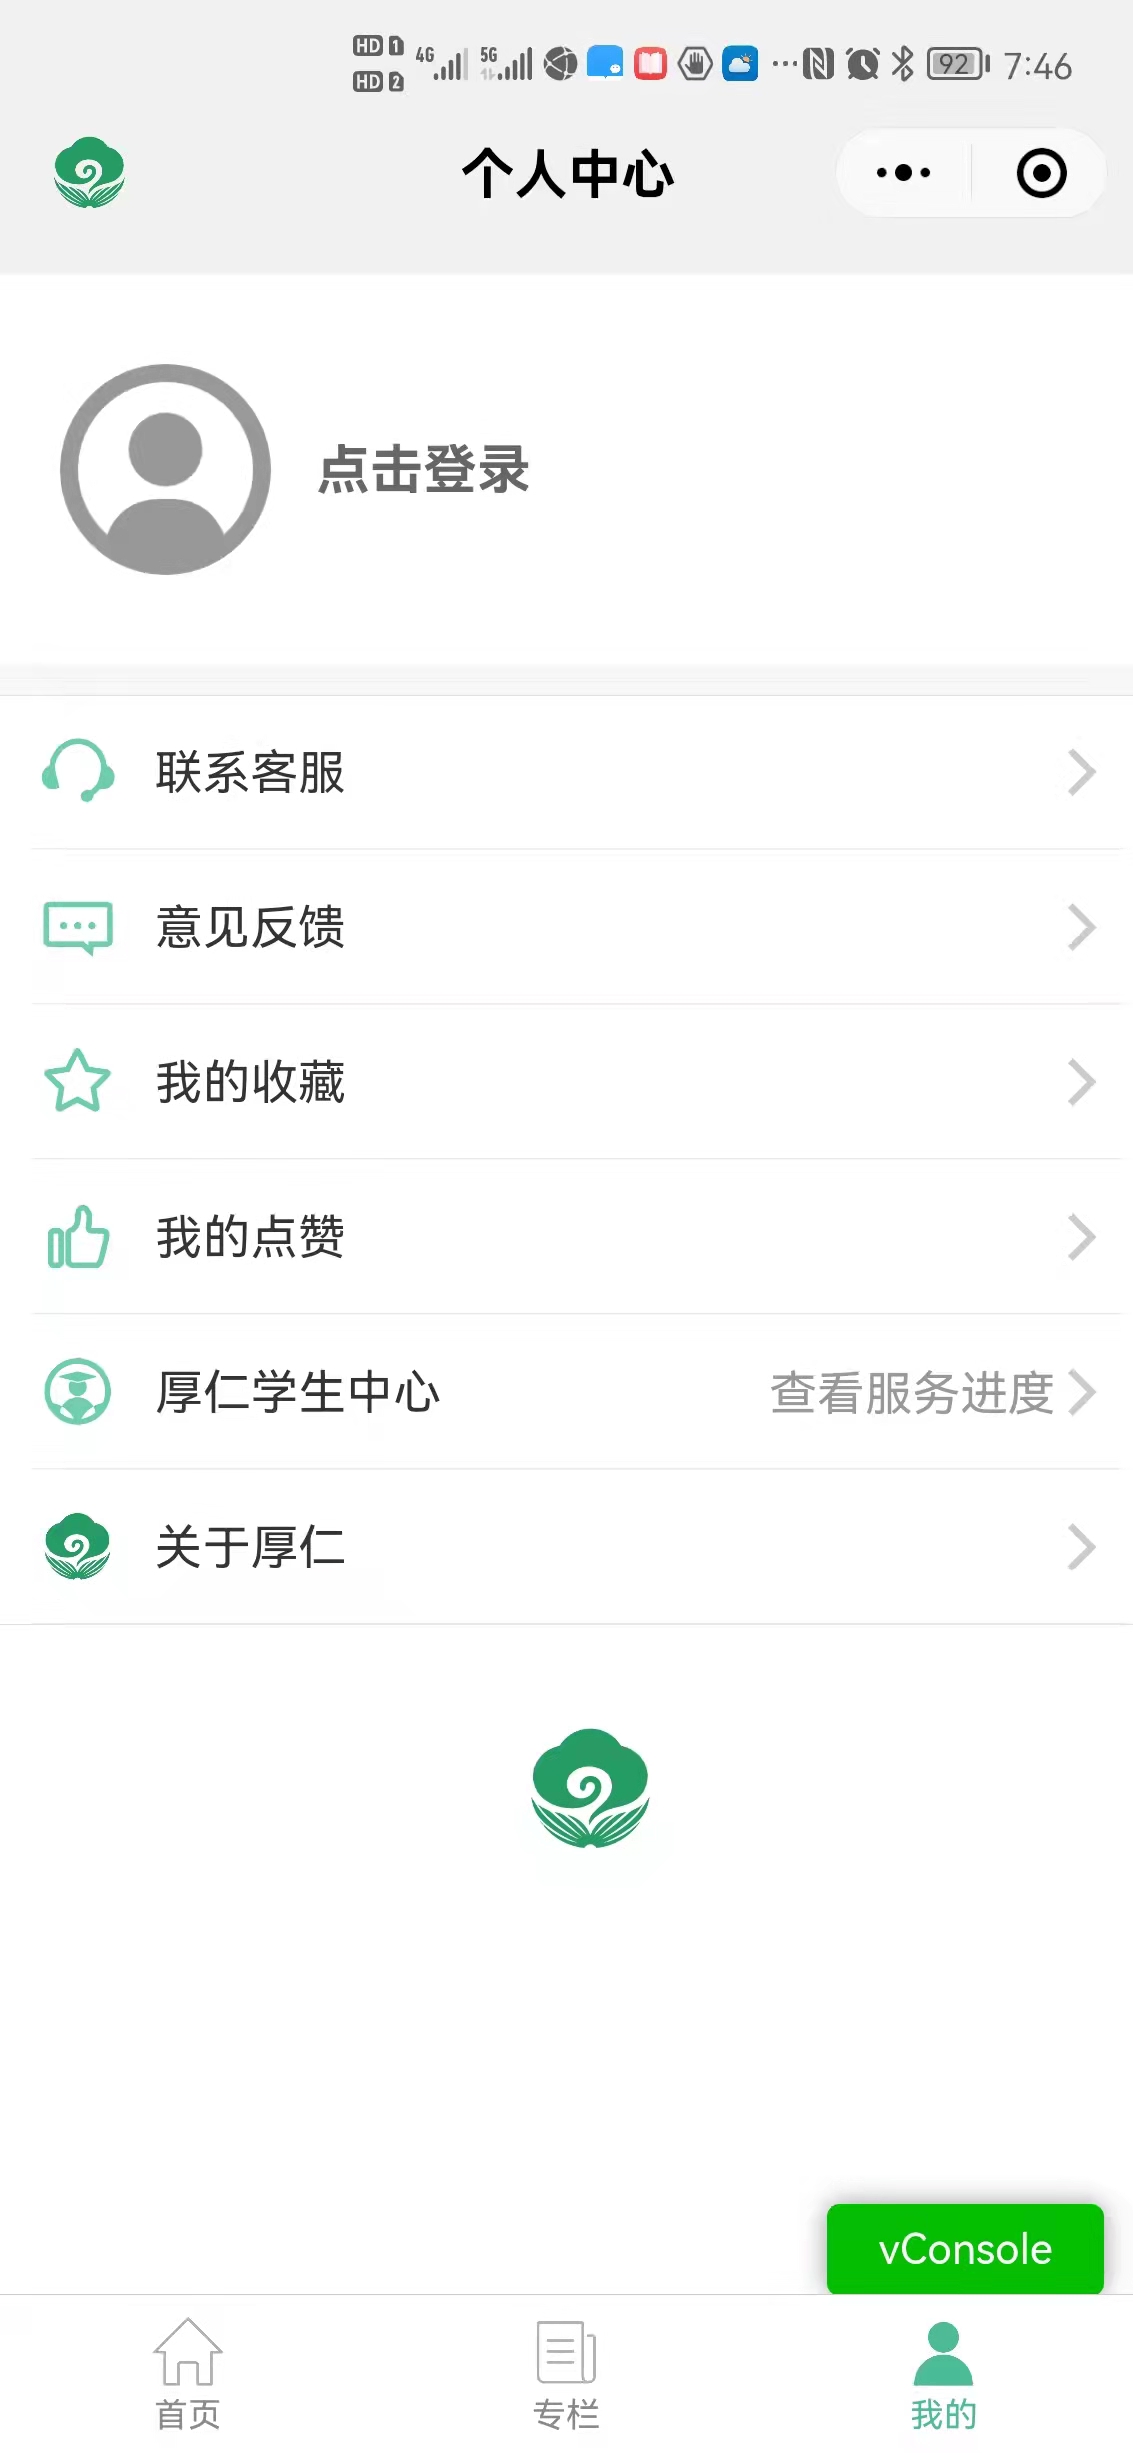 HD 1 4G 5G 92 7:46
HD 2
个人中心
点击登录
联系客服
意见反馈
我的收藏
我的点赞
厚仁学生中心 查看服务进度
关于厚仁
vConsole
首页 专栏 我的